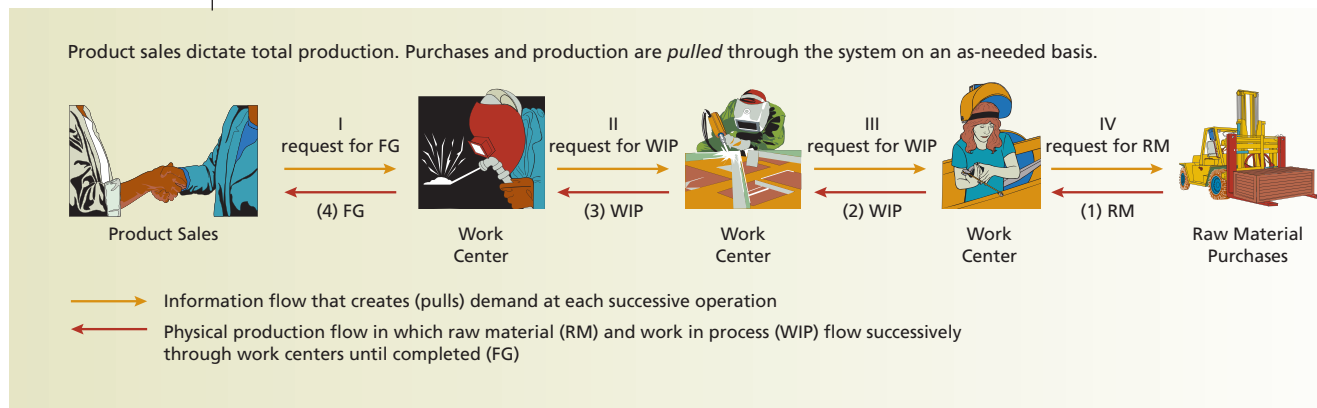 Product sales dictate total production. Purchases and production are pulled through the system on an as-needed basis.
I
request for FG
II
request for WIP
III
request for WIP
IV
request for RM
(4) FG
(3) WIP
(2) WIP
(1) RM
Product Sales
Work
Center
Work
Center
Work
Center
Raw Material
Purchases
Information flow that creates (pulls) demand at each successive operation
Physical production flow in which raw material (RM) and work in process (WIP) flow successively
through work centers until completed (FG)